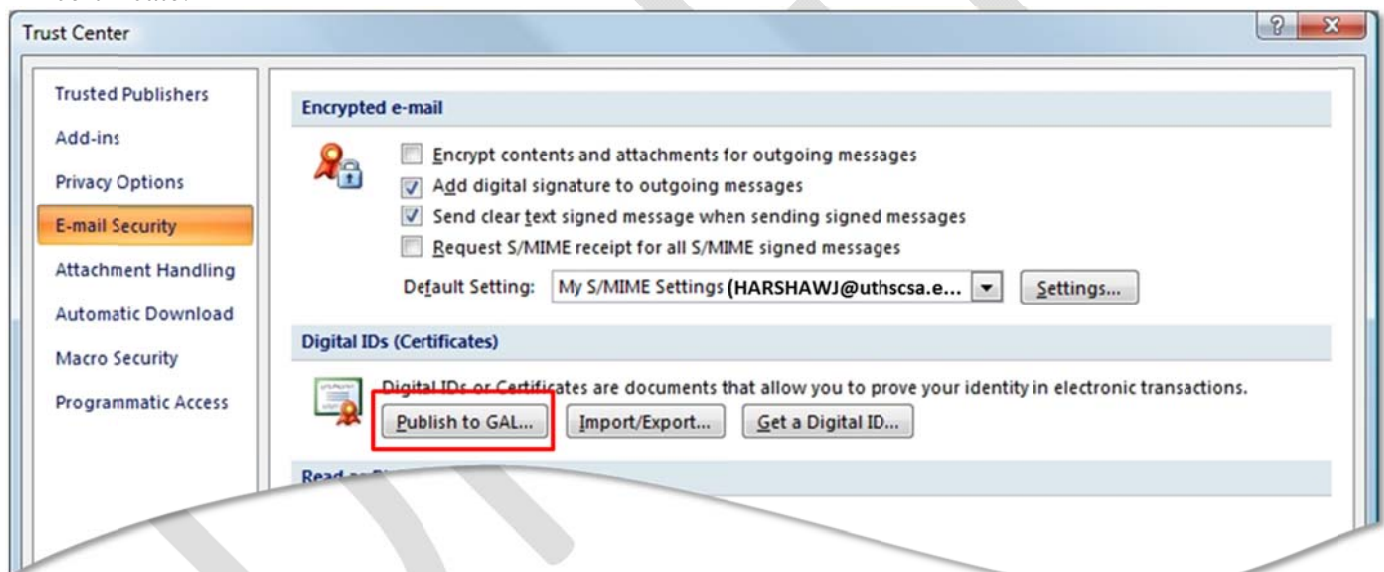 Trust Center
Trusted Publishers
Add-ins
Privacy Options
E-mail Security
Attachment Handling
Automatic Download
Macro Security
Programmatic Access
Encrypted e-mail
Encrypt contents and attachments for outgoing messages
Add digital signature to outgoing messages
Send clear text signed message when sending signed messages
Request S/MIME receipt for all S/MIME signed messages
Default Setting: My S/MIME Settings (HARSHAWJ@uthscsa.e... Settings...
Digital IDs (Certificates)
Digital IDs or Certificates are documents that allow you to prove your identity in electronic transactions.
Publish to GAL... Import/Export... Get a Digital ID...
Read